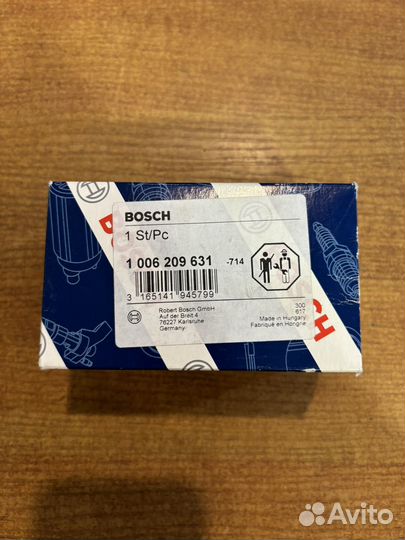 BOSCH
1 St/Pc
1 006 209 631
-714
3 165141 945799
Robert Bosch GmbH
Auf der Breit 4
76227 Karlsruhe
Germany
300
617
Made in Hungary
Fabriqué en Hongrie
CH
Avito